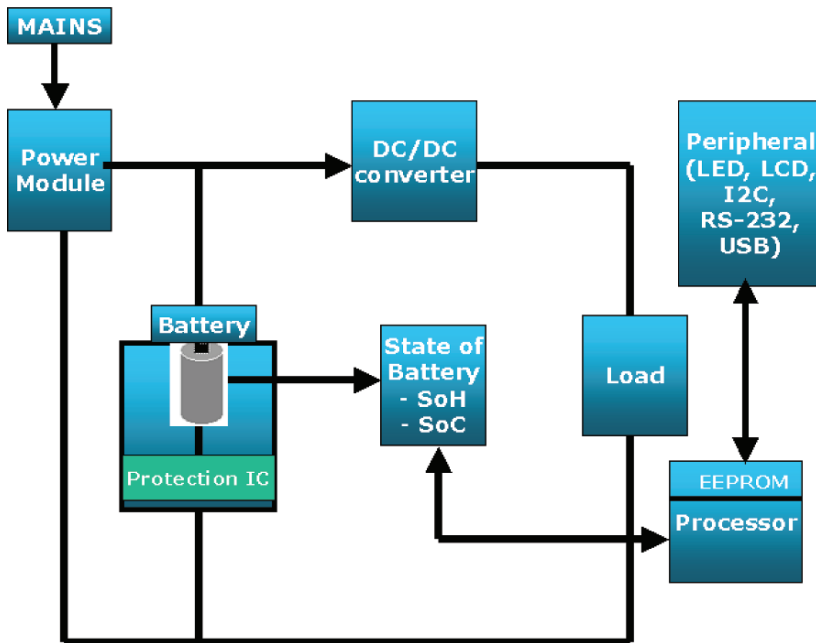 MAINS
Power
Module
DC/DC
converter
Peripheral
(LED, LCD,
I2C,
RS-232,
USB)
Battery
State of
Battery
- SoH
- SoC
Load
Protection IC
EEPROM
Processor